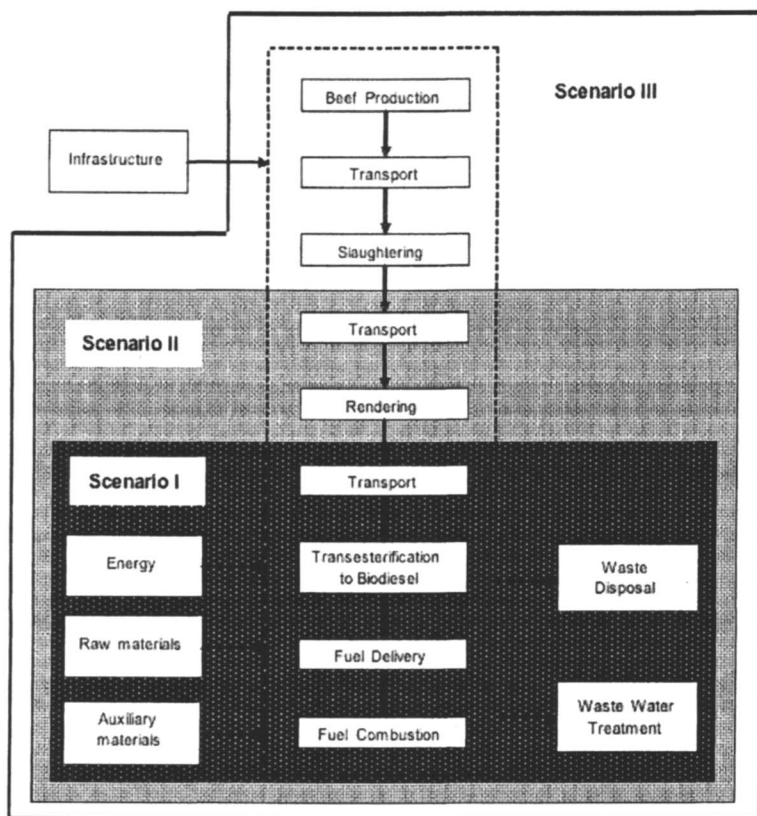 Scenario III
Beef Production
Infrastructure
Transport
Slaughtering
Scenario II
Transport
Rendering
Scenario I
Transport
Energy
Transesterification
to Biodiesel
Waste
Disposal
Raw materials
Fuel Delivery
Auxiliary
materials
Fuel Combustion
Waste Water
Treatment